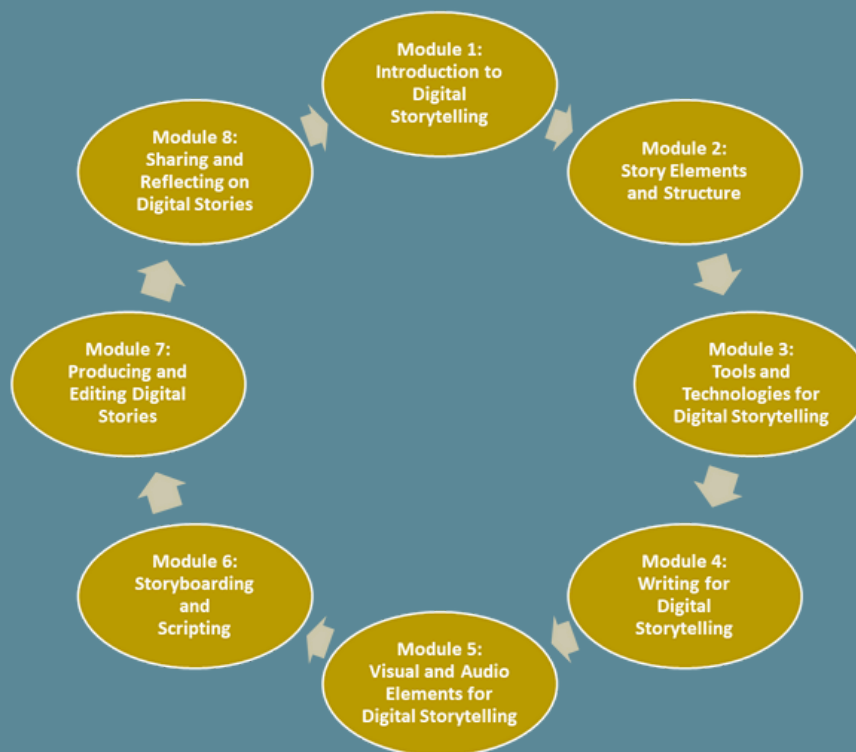 Module 1:
Introduction to
Digital
Storytelling
Module 2:
Story Elements
and Structure
Module 3:
Tools and
Technologies for
Digital Storytelling
Module 4:
Writing for
Digital
Storytelling
Module 5:
Visual and Audio
Elements for
Digital Storytelling
Module 6:
Storyboarding
and
Scripting
Module 7:
Producing and
Editing Digital
Stories
Module 8:
Sharing and
Reflecting on
Digital Stories